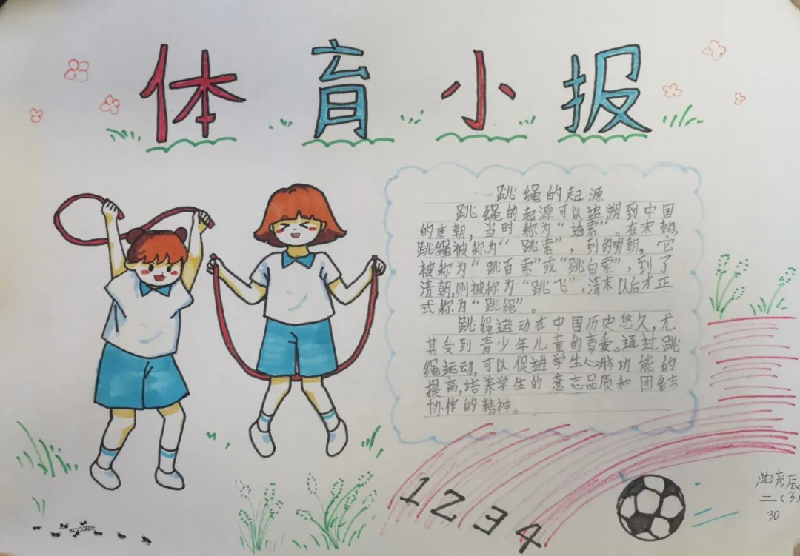 体育小报
跳绳的起源
跳绳的起源可以追溯到中国
的唐朝,当时称为“透索”。在宋朝,
跳绳被称为“跳索”,到明朝,它
被称为“跳百索”或“跳白索”,到了
清朝,则被称为“跳飞”,清末以后才正
式称为“跳绳”。
跳绳运动在中国历史悠久,尤
其受到青少年儿童的喜爱。通过跳
绳运动,可以促进学生心肺功能的
提高,培养学生的意志品质和团结
协作的精神。
1 2 3 4
二(3)
30